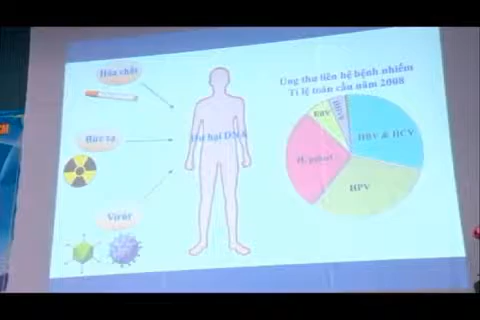 Hóa chất
Bức xạ
Virút
Hư hại DNA
Ung thư liên hệ bệnh nhiễm
Tỉ lệ toàn cầu năm 2008
EBV
HBV & HCV
H. pylori
HPV